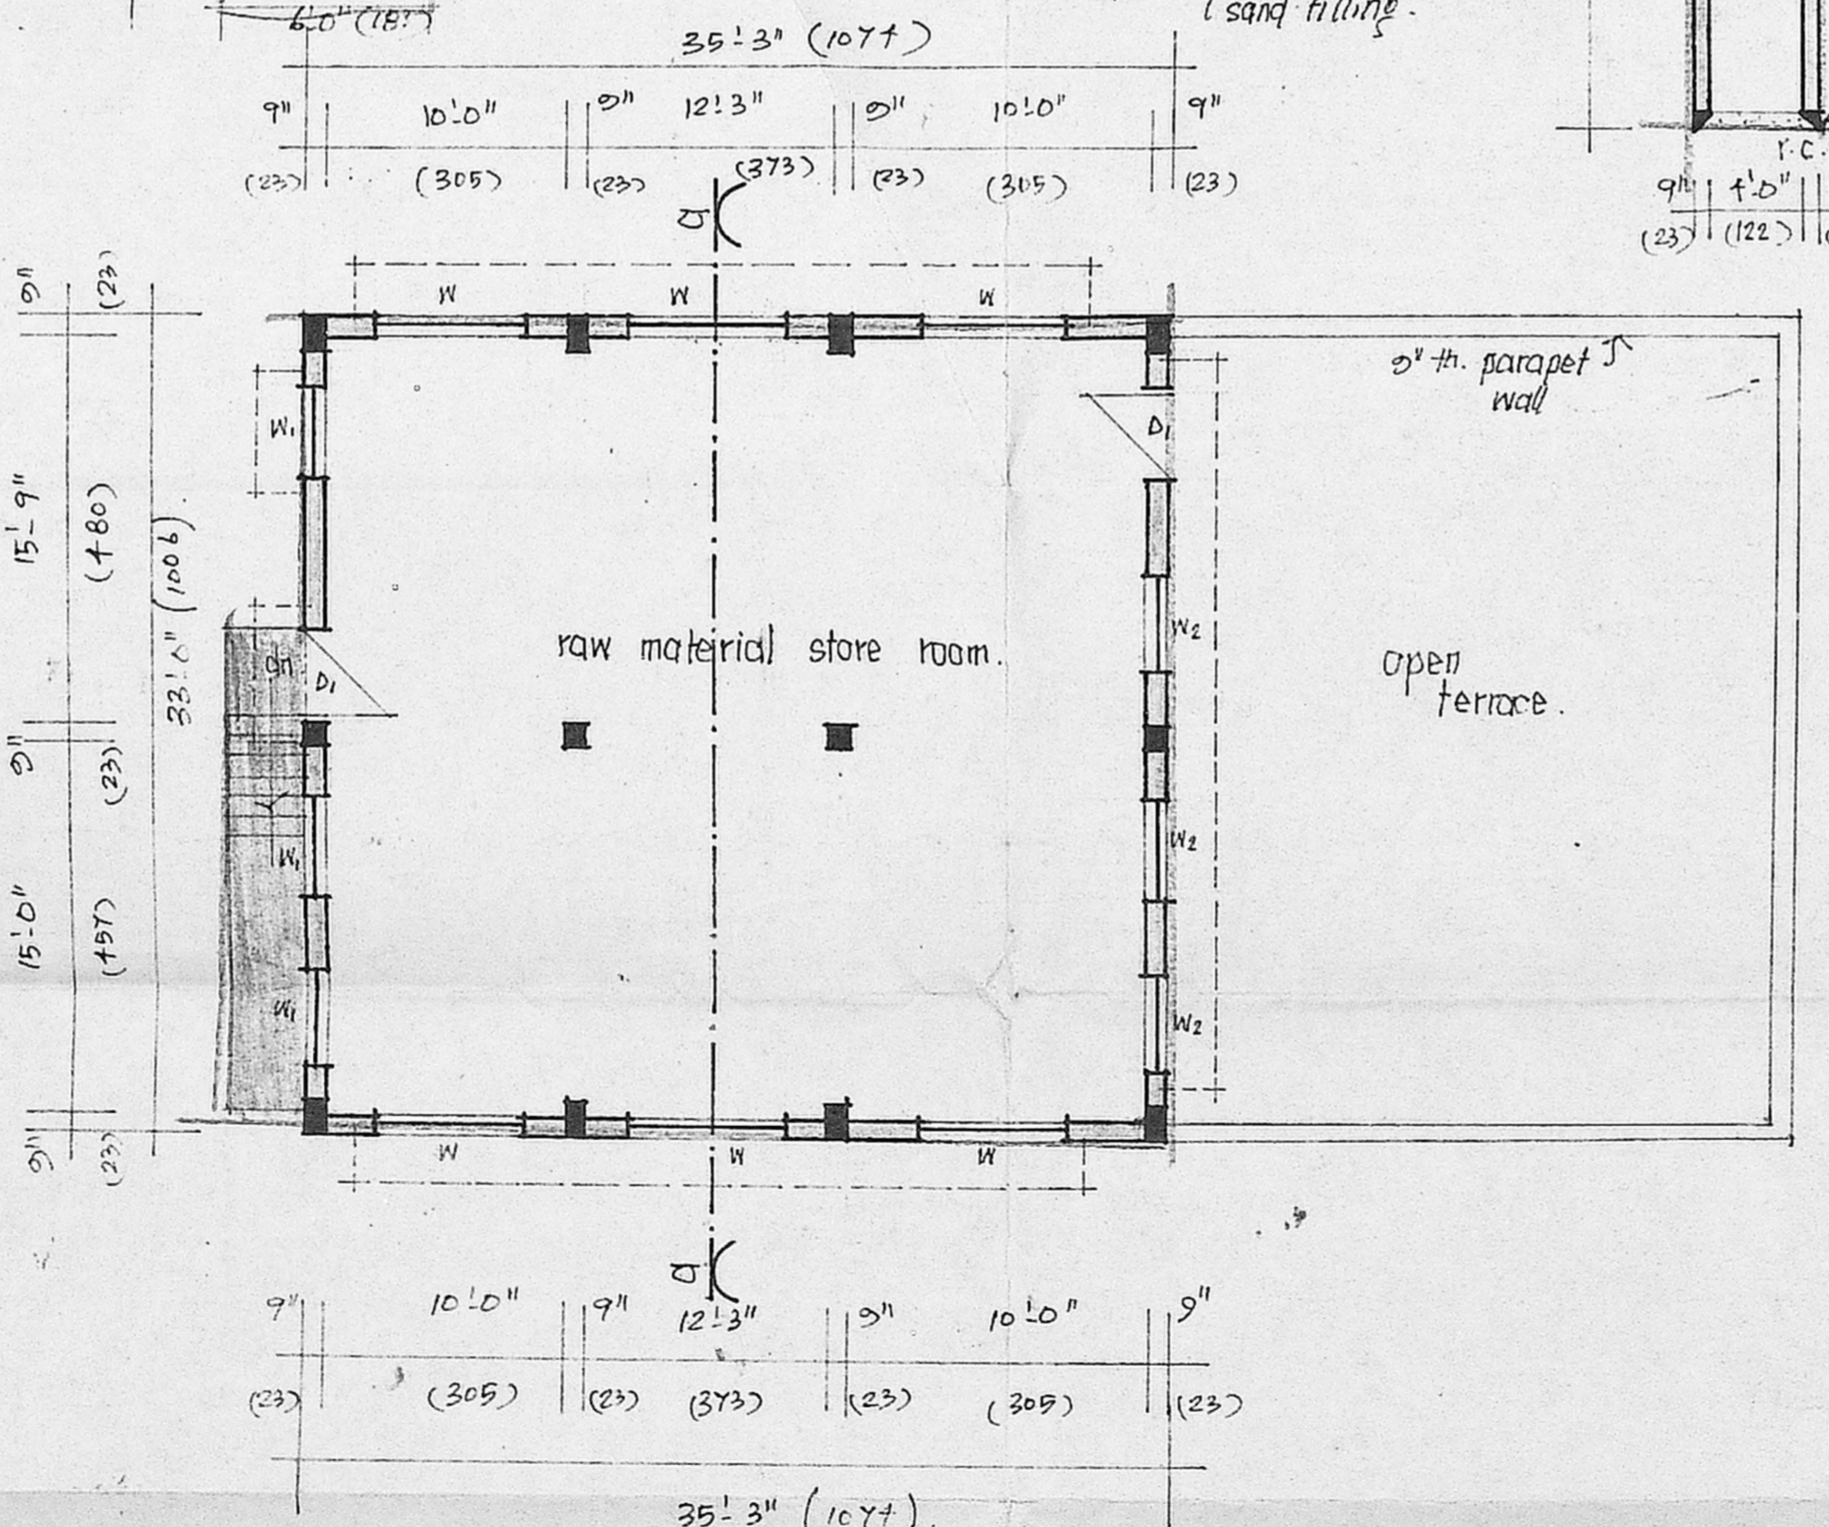 6'-0" (183)
sand filling.
35'-3" (1074)
9" 10'-0" 9" 12'-3" 9" 10'-0" 9"
(23) (305) (23) (373) (23) (305) (23)
r.c.
9" 4'-0"
(23) (122)
a
9" (23)
W W W
9" th. parapet
wall
W1
D1
15'-9" (480)
33'-0" (1006).
W2
raw material store room.
open
terrace.
dn
D1
9" (23)
W1
W2
15'-0" (457)
W1
W2
9" (23)
W W W
a
9" 10'-0" 9" 12'-3" 9" 10'-0" 9"
(23) (305) (23) (373) (23) (305) (23)
35'-3" (1074).